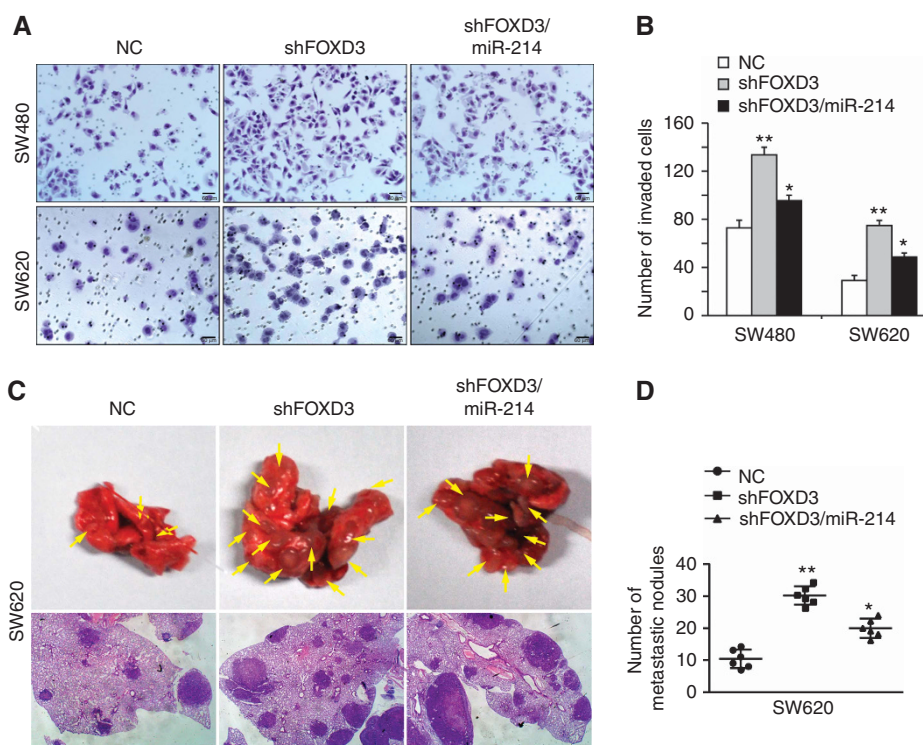 A
NC
shFOXD3
shFOXD3/
miR-214
SW480
SW620
B
NC
shFOXD3
shFOXD3/miR-214
Number of invaded cells
160
120
80
40
0
**
*
**
*
SW480
SW620
C
NC
shFOXD3
shFOXD3/
miR-214
SW620
D
NC
shFOXD3
shFOXD3/miR-214
Number of
metastastic nodules
40
30
20
10
0
**
*
SW620